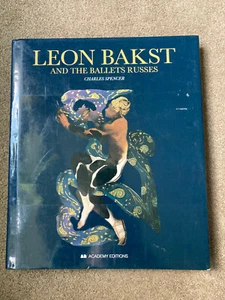 LEON BAKST
AND THE BALLETS RUSSES
CHARLES SPENCER
ACADEMY EDITIONS